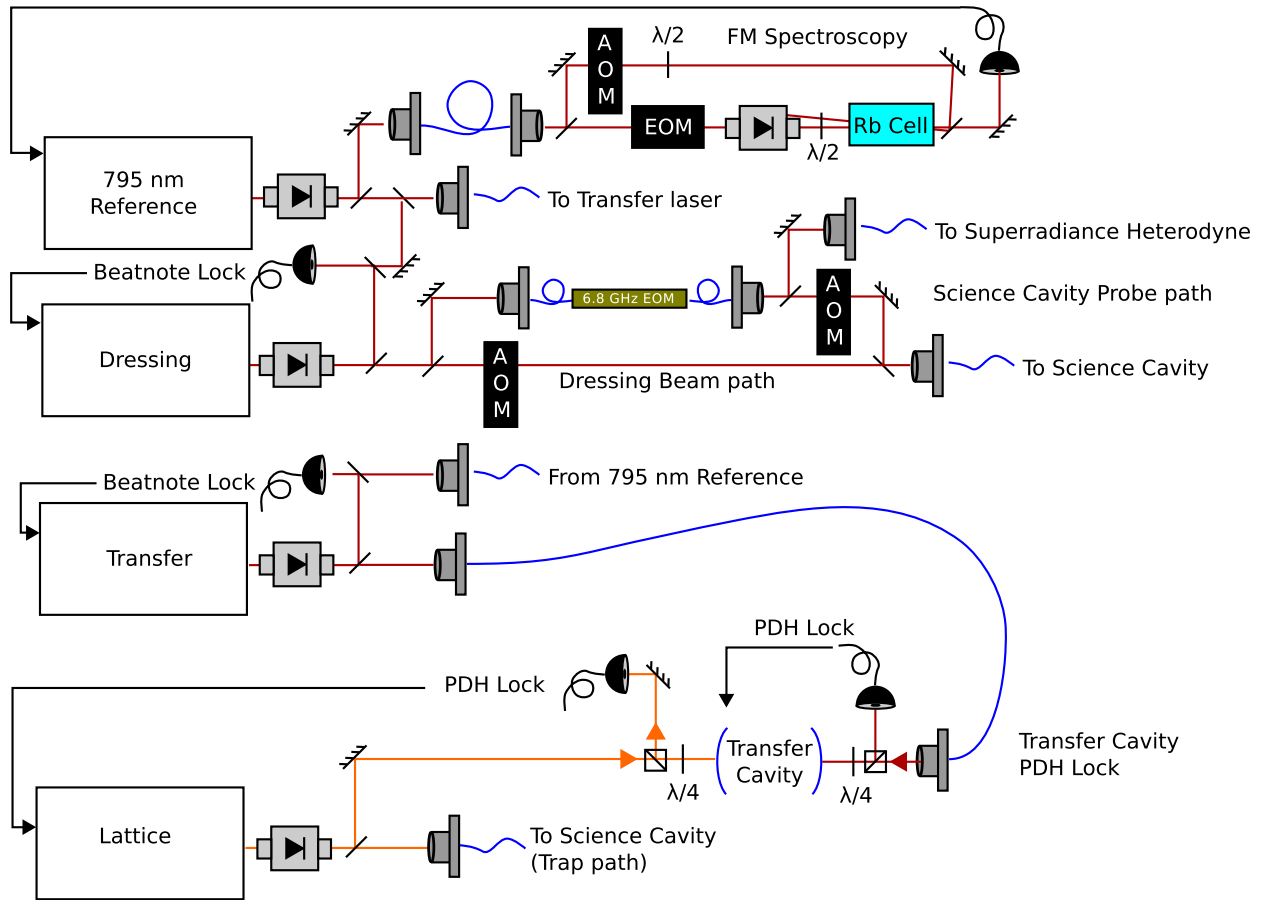 FM Spectroscopy
λ/2
A
O
M
EOM
λ/2
Rb Cell
795 nm
Reference
To Transfer laser
Beatnote Lock
6.8 GHz EOM
A
O
M
To Superradiance Heterodyne
Science Cavity Probe path
Dressing
A
O
M
Dressing Beam path
To Science Cavity
Beatnote Lock
From 795 nm Reference
Transfer
PDH Lock
PDH Lock
Transfer
Cavity
λ/4
λ/4
Transfer Cavity
PDH Lock
Lattice
To Science Cavity
(Trap path)